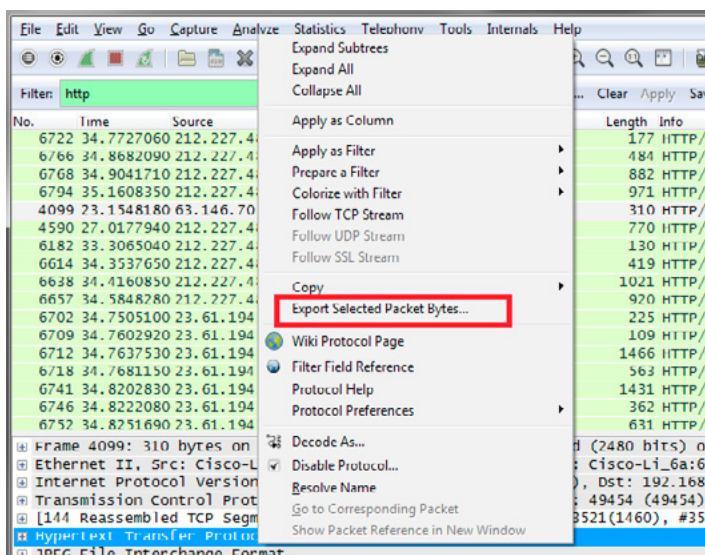 File Edit View Go Capture Analyze Statistics Telephony Tools Internals Help
Filter: http ... Clear Apply
No. Time Source Length Info
6722 34.7727060 212.227.4 177 HTTP/
6766 34.8682090 212.227.4 484 HTTP/
6768 34.9041710 212.227.4 882 HTTP/
6794 35.1608350 212.227.4 971 HTTP/
4099 23.1548180 63.146.70 310 HTTP/
4590 27.0177940 212.227.4 770 HTTP/
6182 33.3065040 212.227.4 130 HTTP/
6614 34.3537650 212.227.4 419 HTTP/
6638 34.4160850 212.227.4 1021 HTTP/
6657 34.5848280 212.227.4 920 HTTP/
6702 34.7505100 23.61.194 225 HTTP/
6709 34.7602920 23.61.194 109 HTTP/
6712 34.7637530 23.61.194 1466 HTTP/
6718 34.7681150 23.61.194 563 HTTP/
6741 34.8202830 23.61.194 1431 HTTP/
6746 34.8222080 23.61.194 362 HTTP/
6752 34.8251690 23.61.194 631 HTTP/
Expand Subtrees
Expand All
Collapse All
Apply as Column
Apply as Filter
Prepare a Filter
Colorize with Filter
Follow TCP Stream
Follow UDP Stream
Follow SSL Stream
Copy
Export Selected Packet Bytes...
Wiki Protocol Page
Filter Field Reference
Protocol Help
Protocol Preferences
Decode As...
Disable Protocol...
Resolve Name
Go to Corresponding Packet
Show Packet Reference in New Window
Frame 4099: 310 bytes on d (2480 bits) o
Ethernet II, Src: Cisco-L : Cisco-Li_6a:6
Internet Protocol Version ), Dst: 192.168
Transmission Control Prot : 49454 (49454)
[144 Reassembled TCP Segm 3521(1460), #35
Hypertext Transfer Protoc
JPEG File Interchange Format